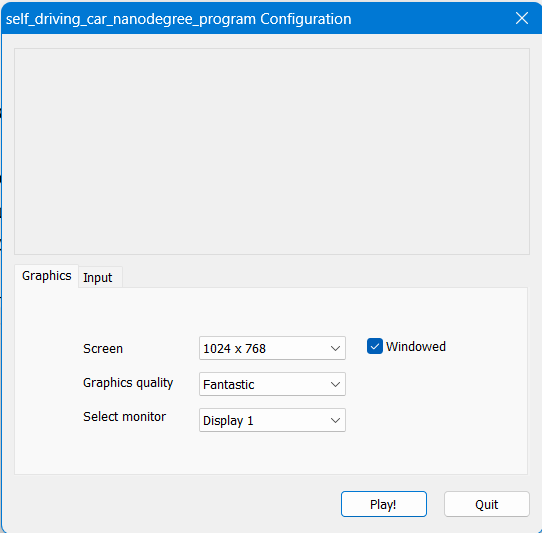 self_driving_car_nanodegree_program Configuration
Graphics Input
Screen 1024 x 768 Windowed
Graphics quality Fantastic
Select monitor Display 1
Play! Quit